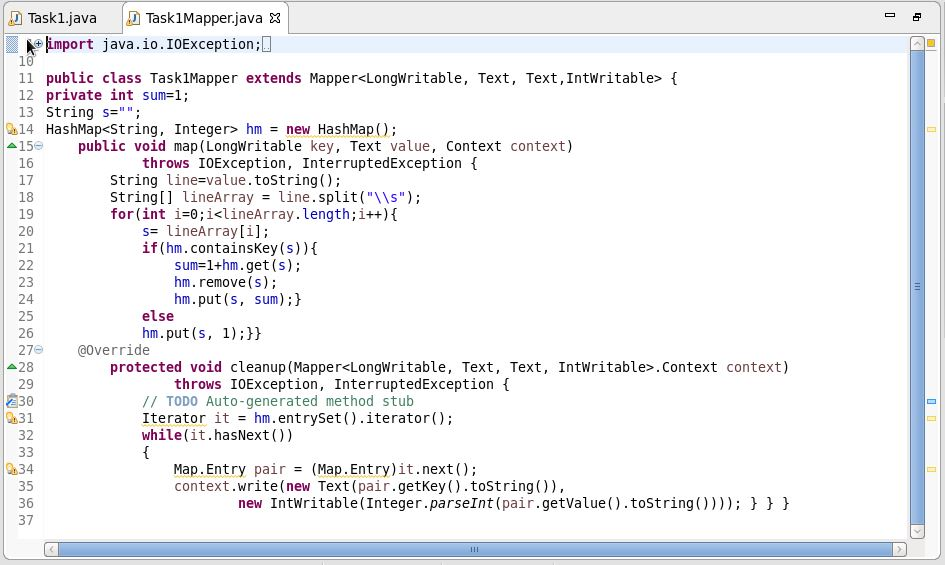 Task1.java
Task1Mapper.java
import java.io.IOException;
10
11 public class Task1Mapper extends Mapper<LongWritable, Text, Text,IntWritable> {
12 private int sum=1;
13 String s="";
14 HashMap<String, Integer> hm = new HashMap();
15 public void map(LongWritable key, Text value, Context context)
16 throws IOException, InterruptedException {
17 String line=value.toString();
18 String[] lineArray = line.split("\\s");
19 for(int i=0;i<lineArray.length;i++){
20 s= lineArray[i];
21 if(hm.containsKey(s)){
22 sum=1+hm.get(s);
23 hm.remove(s);
24 hm.put(s, sum);}
25 else
26 hm.put(s, 1);}}
27 @Override
28 protected void cleanup(Mapper<LongWritable, Text, Text, IntWritable>.Context context)
29 throws IOException, InterruptedException {
30 // TODO Auto-generated method stub
31 Iterator it = hm.entrySet().iterator();
32 while(it.hasNext())
33 {
34 Map.Entry pair = (Map.Entry)it.next();
35 context.write(new Text(pair.getKey().toString()),
36 new IntWritable(Integer.parseInt(pair.getValue().toString()))); } } }
37